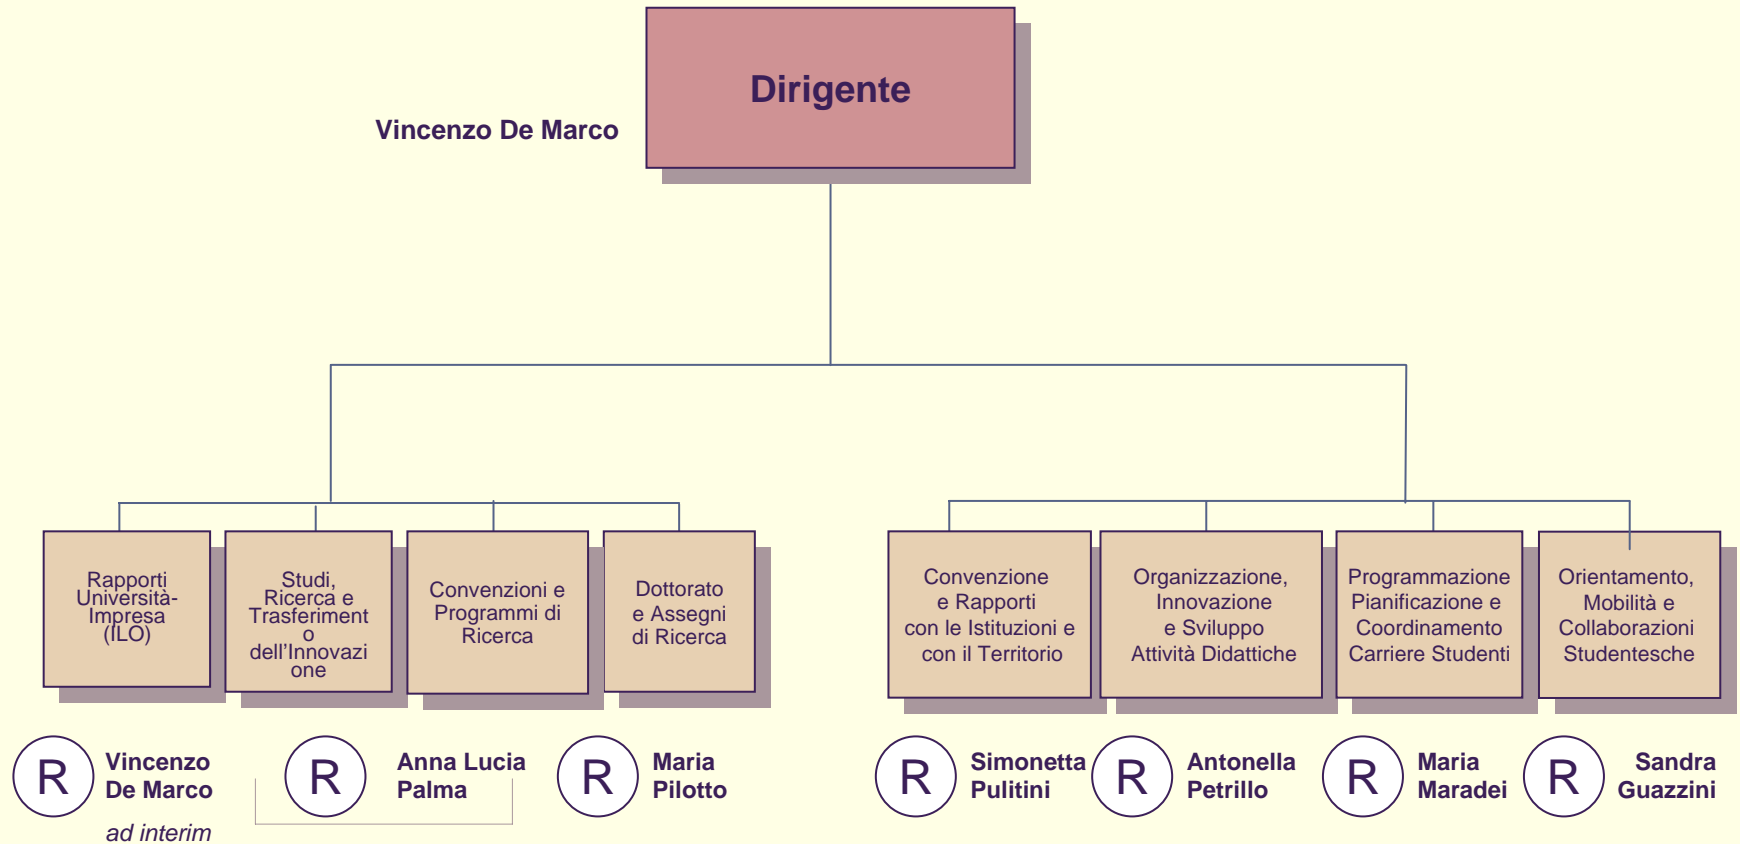 Dirigente
Vincenzo De Marco
Rapporti
Università-
Impresa
(ILO)
Studi,
Ricerca e
Trasferiment
o
dell’Innovazi
one
Convenzioni e
Programmi di
Ricerca
Dottorato
e Assegni
di Ricerca
Convenzione
e Rapporti
con le Istituzioni e
con il Territorio
Organizzazione,
Innovazione
e Sviluppo
Attività Didattiche
Programmazione
Pianificazione e
Coordinamento
Carriere Studenti
Orientamento,
Mobilità e
Collaborazioni
Studentesche
R
Vincenzo
De Marco
ad interim
R
Anna Lucia
Palma
R
Maria
Pilotto
R
Simonetta
Pulitini
R
Antonella
Petrillo
R
Maria
Maradei
R
Sandra
Guazzini